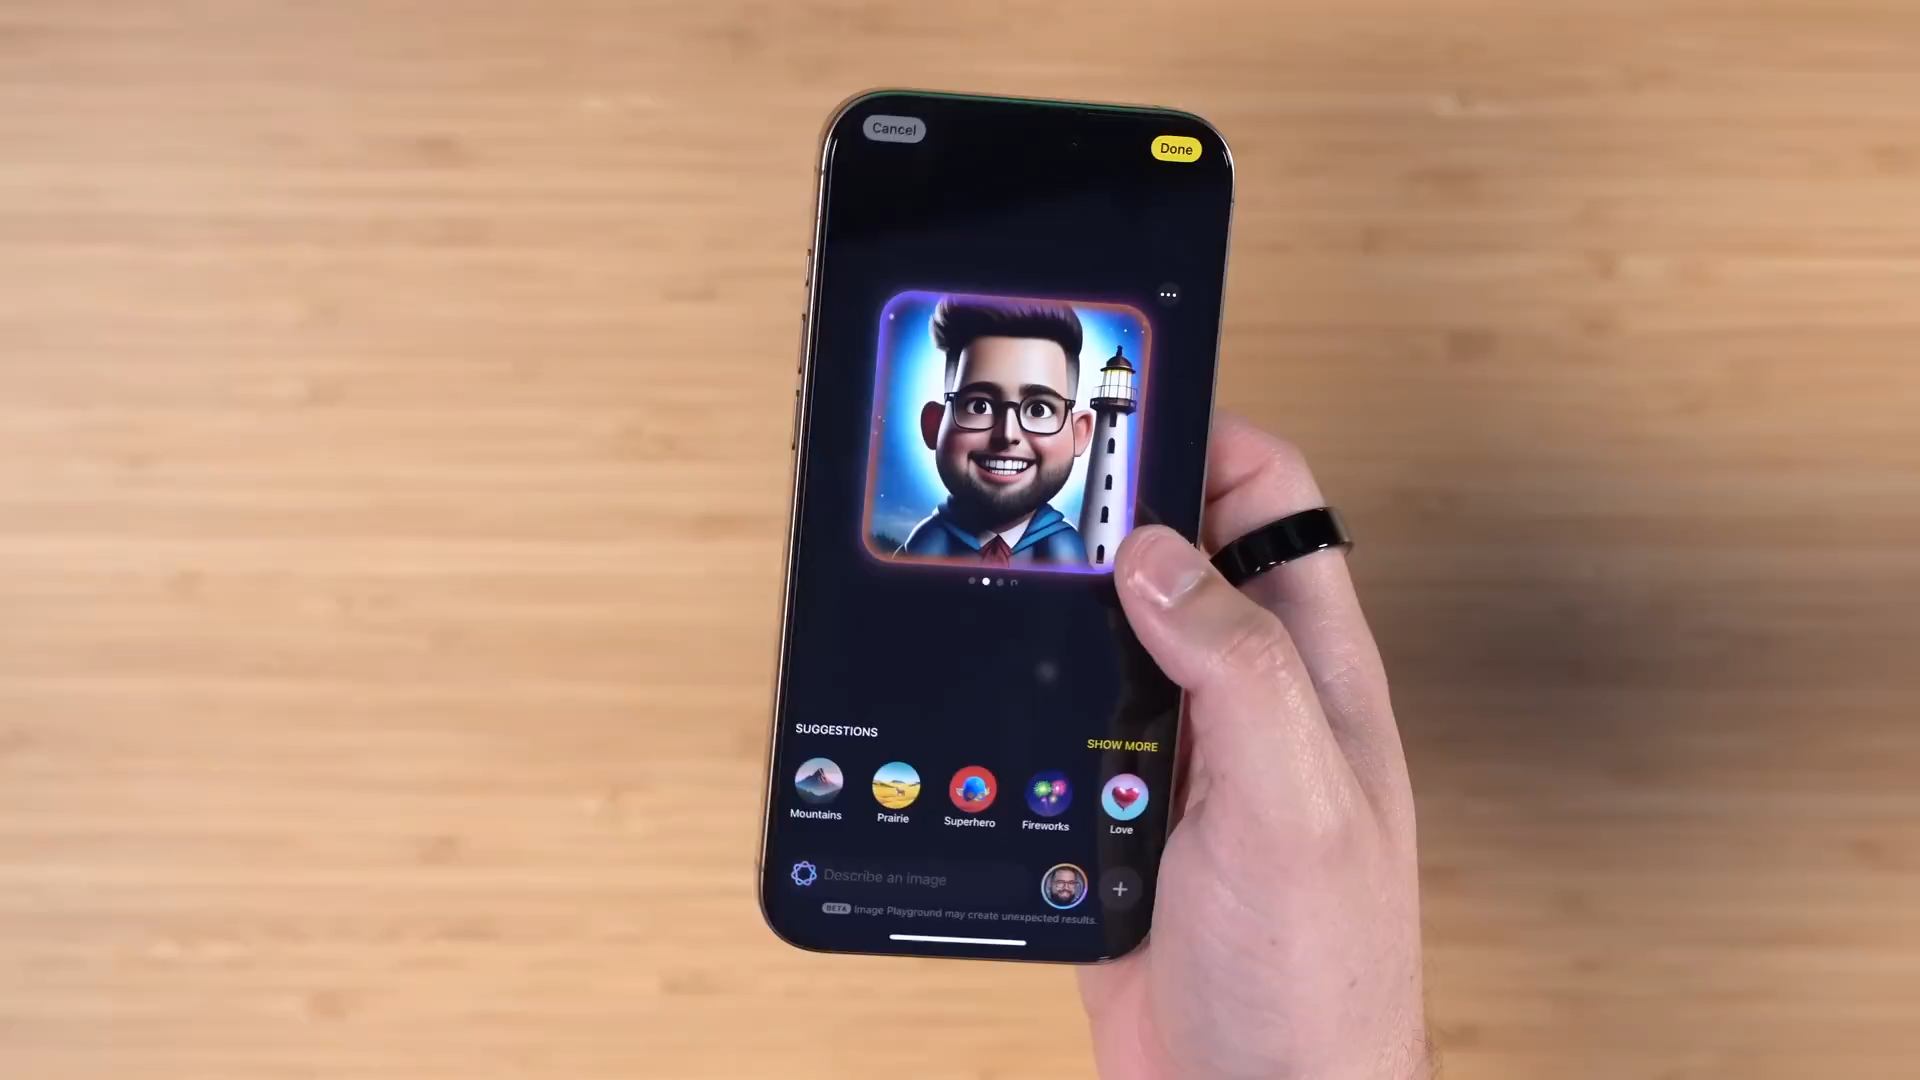 Cancel
Done
SUGGESTIONS
SHOW MORE
Mountains
Prairie
Superhero
Fireworks
Love
Describe an image
BETA Image Playground may create unexpected results.